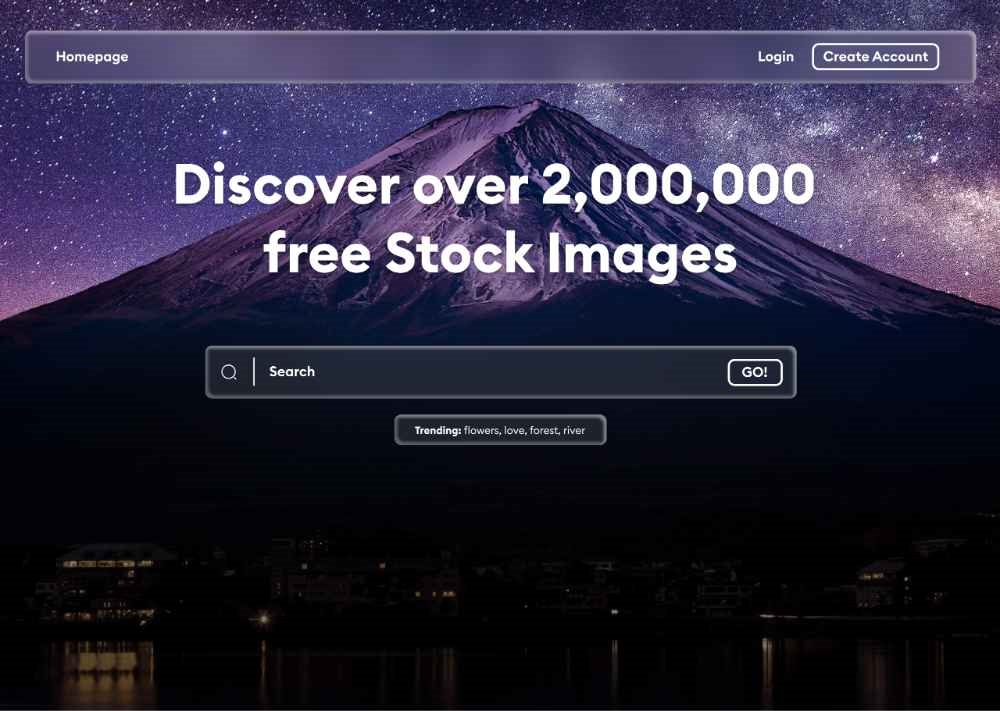 Homepage
Login
Create Account
Discover over 2,000,000
free Stock Images
Search
GO!
Trending: flowers, love, forest, river